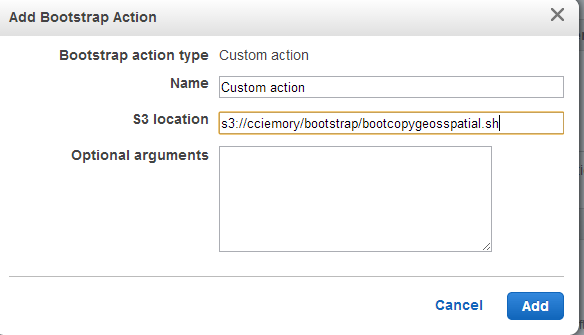 Add Bootstrap Action
Bootstrap action type Custom action
Name Custom action
S3 location s3://cciemory/bootstrap/bootcopygeosspatial.sh
Optional arguments
Cancel Add